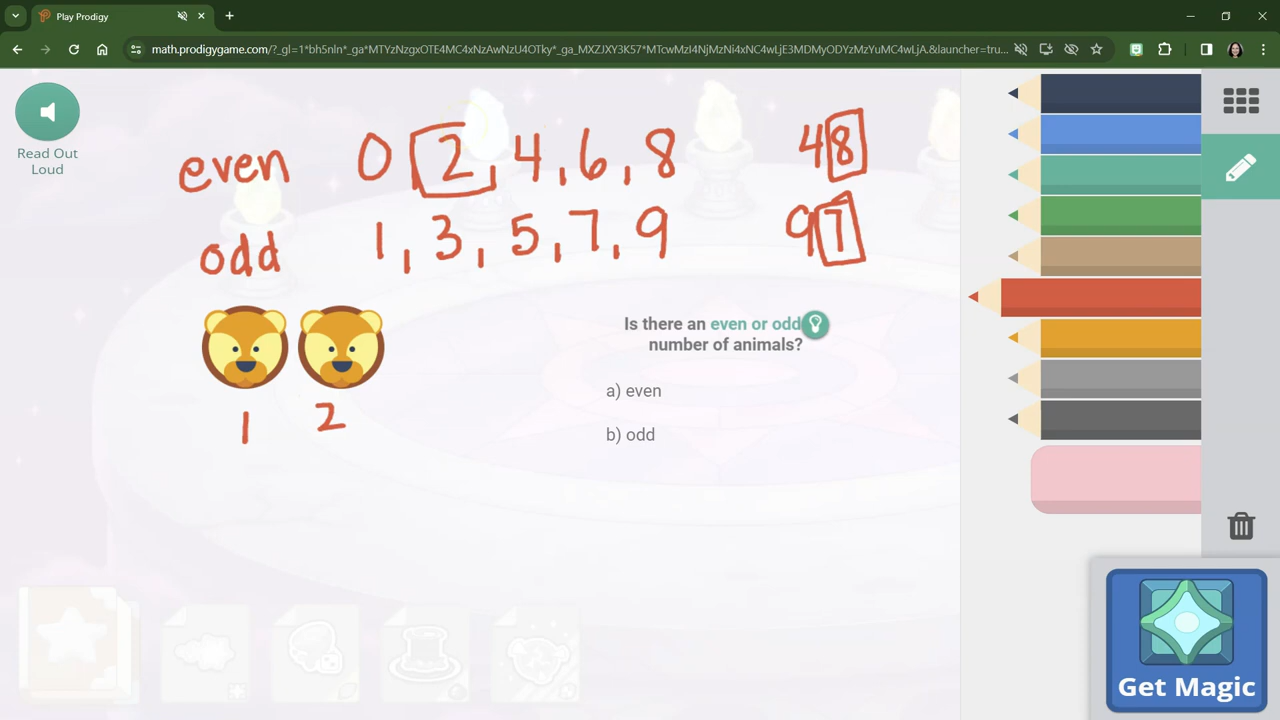 Play Prodigy
math.prodigygame.com/?_gl=1*bh5nln*_ga*MTYzNzgxOTE4MC4xNzAwNzU4OTky*_ga_MXZJXY3K57*MTcwMzI4NjMzNi4xNC4wLjE3MDMyODYzMzYuMC4wLjA.&launcher=tru...
Read Out
Loud
even 0 2, 4, 6, 8 48
odd 1, 3, 5, 7, 9 97
1 2
Is there an even or odd
number of animals?
a) even
b) odd
Get Magic